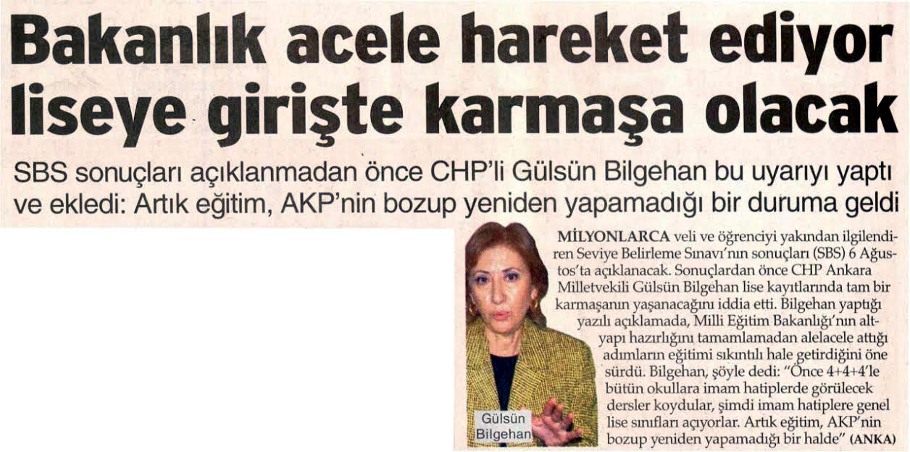 Bakanlık acele hareket ediyor
liseye girişte karmaşa olacak
SBS sonuçları açıklanmadan önce CHP'li Gülsün Bilgehan bu uyarıyı yaptı
ve ekledi: Artık eğitim, AKP'nin bozup yeniden yapamadığı bir duruma geldi
MİLYONLARCA veli ve öğrenciyi yakından ilgilendi-
ren Seviye Belirleme Sınavı'nın sonuçları (SBS) 6 Ağus-
tos'ta açıklanacak. Sonuçlardan önce CHP Ankara
Milletvekili Gülsün Bilgehan lise kayıtlarında tam bir
karmaşanın yaşanacağını iddia etti. Bilgehan yaptığı
yazılı açıklamada, Milli Eğitim Bakanlığı'nın alt-
yapı hazırlığını tamamlamadan alelacele attığı
adımların eğitimi sıkıntılı hale getirdiğini öne
sürdü. Bilgehan, şöyle dedi: "Önce 4+4+4'le
bütün okullara imam hatiplerde görülecek
dersler koydular, şimdi imam hatiplere genel
lise sınıfları açıyorlar. Artık eğitim, AKP'nin
bozup yeniden yapamadığı bir halde" (ANKA)
Gülsün
Bilgehan